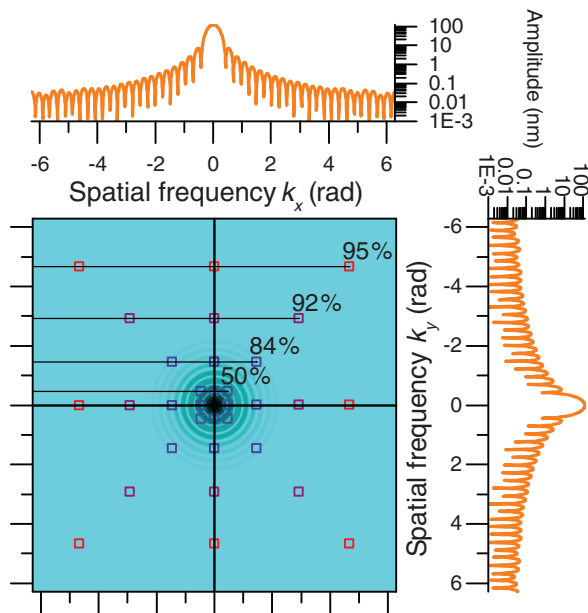 100
10
1
0.1
0.01
1E-3
Amplitude (nm)
-6 -4 -2 0 2 4 6
Spatial frequency k_x (rad)
1E-3 0.01 0.1 1 10 100
95%
92%
84%
50%
-6
-4
-2
0
2
4
6
Spatial frequency k_y (rad)